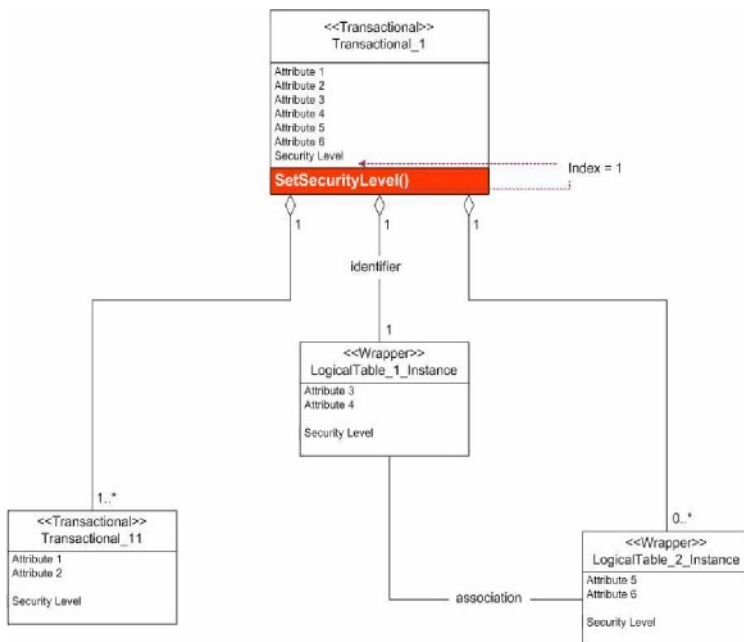 <<Transactional>>
Transactional_1
Attribute 1
Attribute 2
Attribute 3
Attribute 4
Attribute 5
Attribute 6
Security Level
Index = 1
SetSecurityLevel()
1
1
1
identifier
1
<<Wrapper>>
LogicalTable_1_Instance
Attribute 3
Attribute 4
Security Level
1..*
<<Transactional>>
Transactional_11
Attribute 1
Attribute 2
Security Level
0..*
<<Wrapper>>
LogicalTable_2_Instance
Attribute 5
Attribute 6
Security Level
association